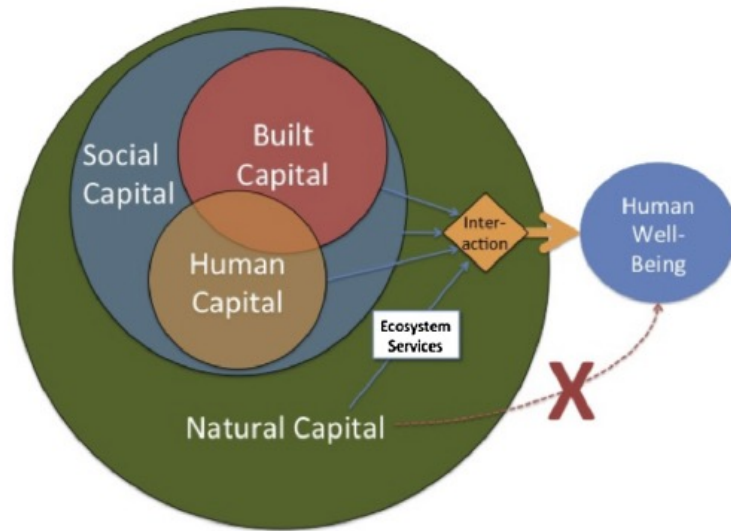 Built
Capital
Social
Capital
Human
Capital
Inter-
action
Human
Well-
Being
Ecosystem
Services
Natural Capital
X